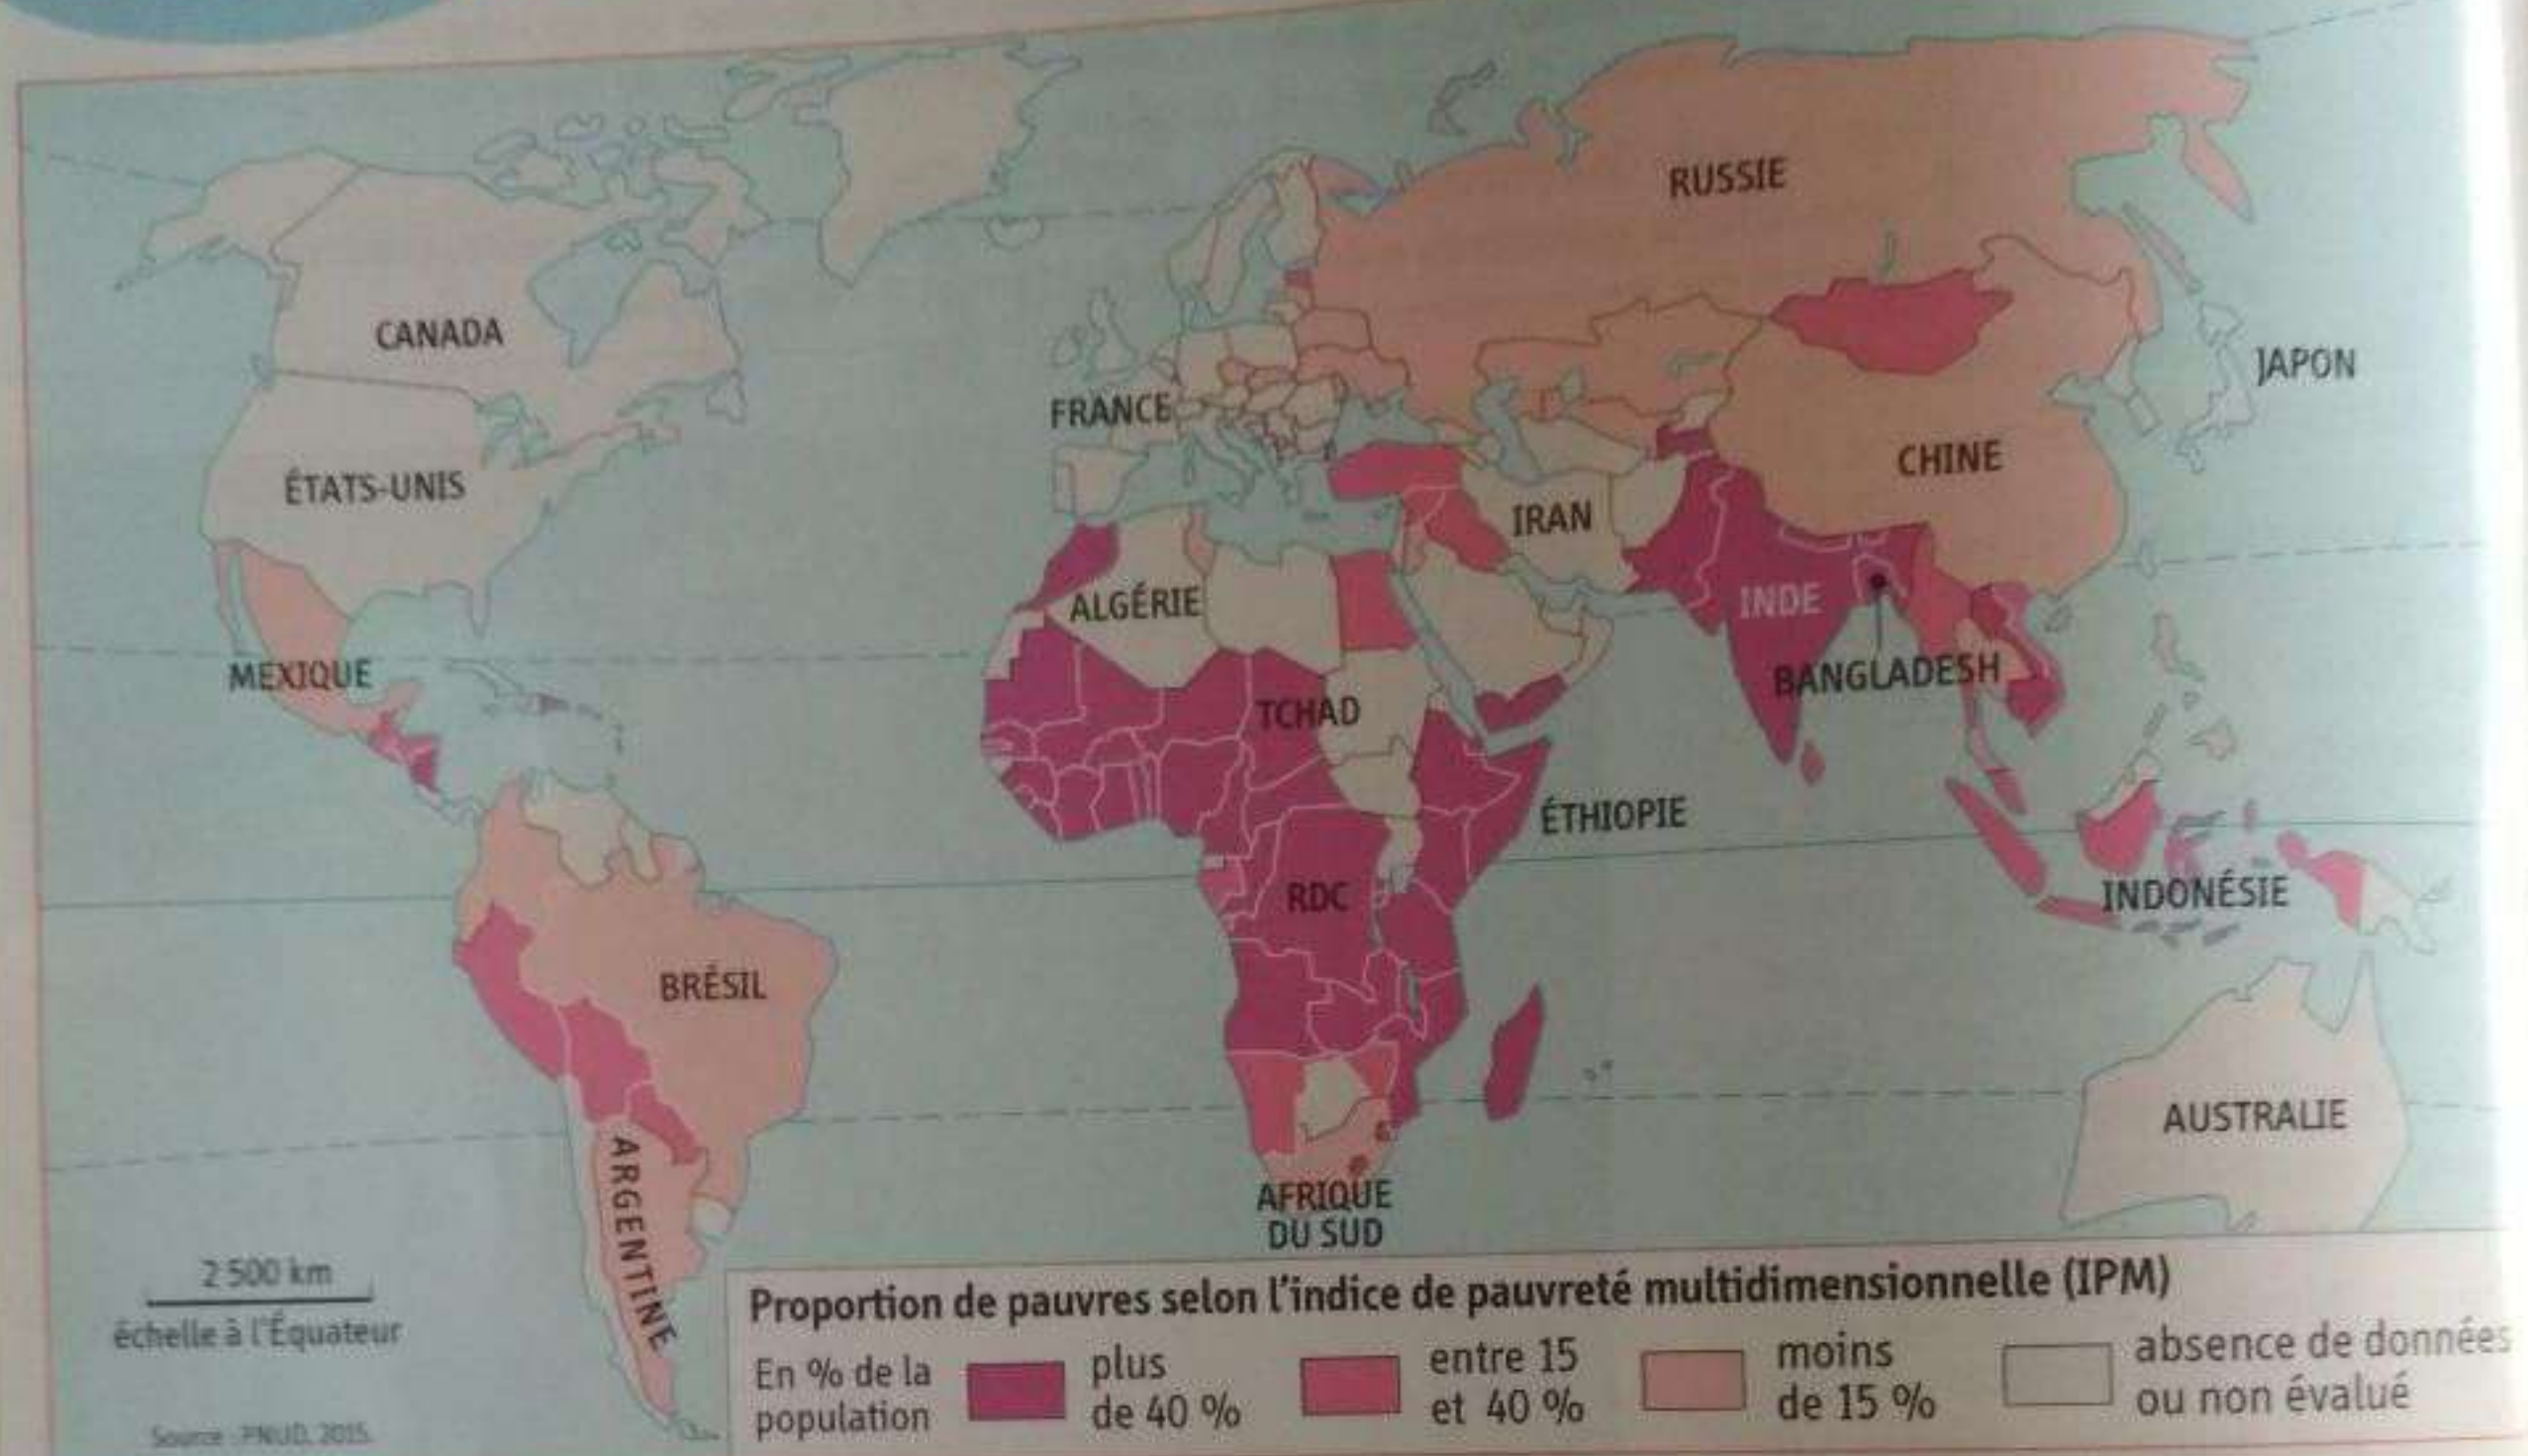 RUSSIE
CANADA
JAPON
FRANCE
CHINE
ÉTATS-UNIS
IRAN
ALGÉRIE
INDE
MEXIQUE
BANGLADESH
TCHAD
ÉTHIOPIE
RDC
INDONÉSIE
BRÉSIL
AUSTRALIE
ARGENTINE
AFRIQUE
DU SUD
2 500 km
échelle à l'Équateur
Source : PNUD, 2015.
Proportion de pauvres selon l'indice de pauvreté multidimensionnelle (IPM)
En % de la
population
plus
de 40 %
entre 15
et 40 %
moins
de 15 %
absence de données
ou non évalué